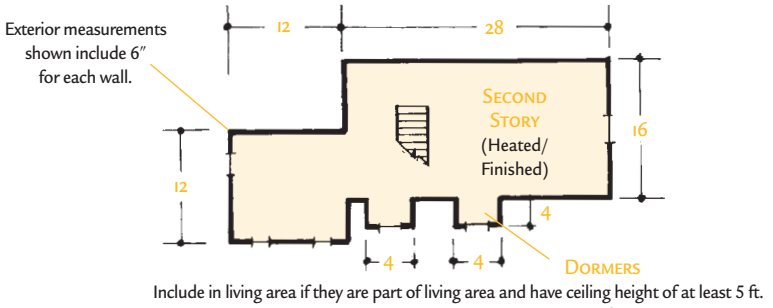 Exterior measurements
shown include 6″
for each wall.
12
28
Second
Story
(Heated/
Finished)
16
12
4
4
4
Dormers
Include in living area if they are part of living area and have ceiling height of at least 5 ft.